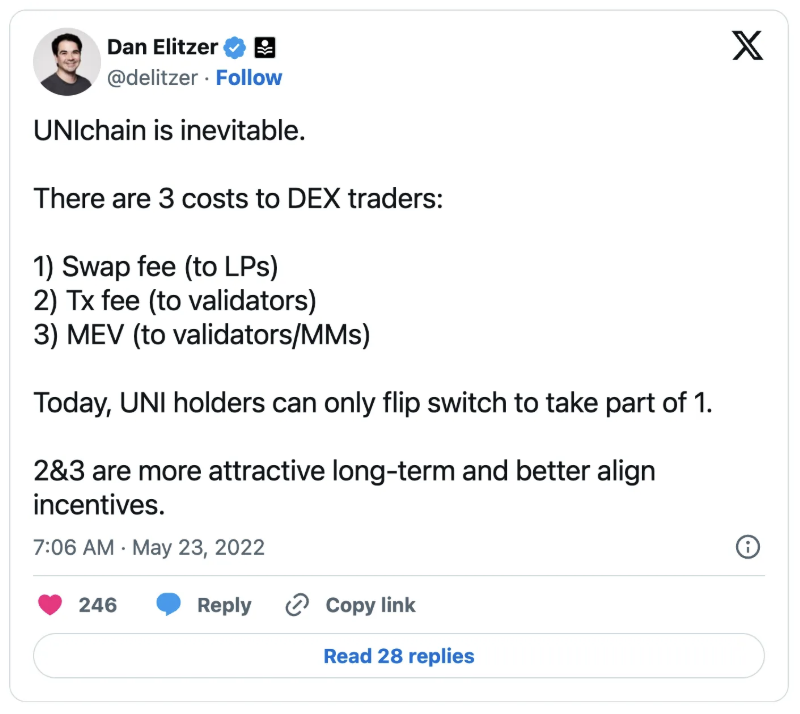 Dan Elitzer
@delitzer · Follow
UNIchain is inevitable.
There are 3 costs to DEX traders:
1) Swap fee (to LPs)
2) Tx fee (to validators)
3) MEV (to validators/MMs)
Today, UNI holders can only flip switch to take part of 1.
2&3 are more attractive long-term and better align
incentives.
7:06 AM · May 23, 2022
246 Reply Copy link
Read 28 replies